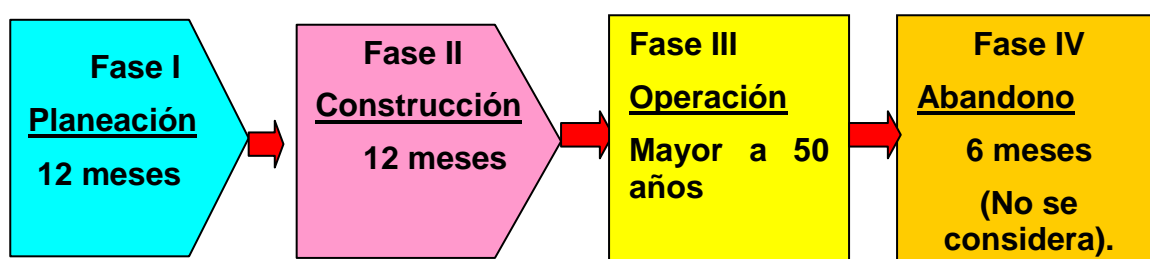 Fase I
Planeación
12 meses
Fase II
Construcción
12 meses
Fase III
Operación
Mayor a 50
años
Fase IV
Abandono
6 meses
(No se
considera).